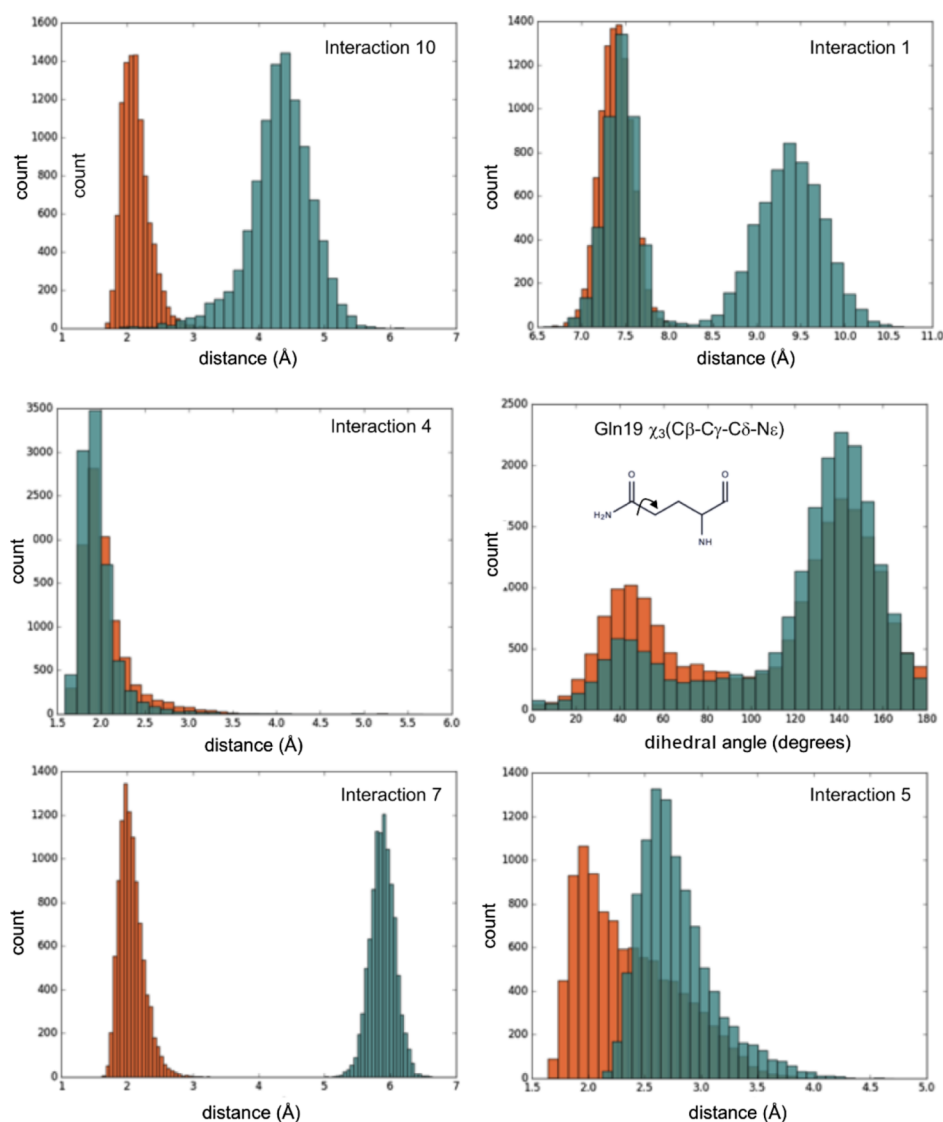 Interaction 10
1600
1400
1200
1000
800
600
400
200
0
count
count
1 2 3 4 5 6 7
distance (Å)
Interaction 1
1400
1200
1000
800
600
400
200
0
count
6.5 7.0 7.5 8.0 8.5 9.0 9.5 10.0 10.5 11.0
distance (Å)
Interaction 4
3500
3000
000
500
1000
500
0
count
1.5 2.0 2.5 3.0 3.5 4.0 4.5 5.0 5.5 6.0
distance (Å)
Gln19 χ3(Cβ-Cγ-Cδ-Nε)
O
O
H2N
NH
2500
2000
500
000
500
0
count
0 20 40 60 80 100 120 140 160 180
dihedral angle (degrees)
Interaction 7
1400
1200
1000
800
600
400
200
0
count
1 2 3 4 5 6 7
distance (Å)
Interaction 5
1400
1200
1000
800
600
400
200
0
count
1.5 2.0 2.5 3.0 3.5 4.0 4.5 5.0
distance (Å)